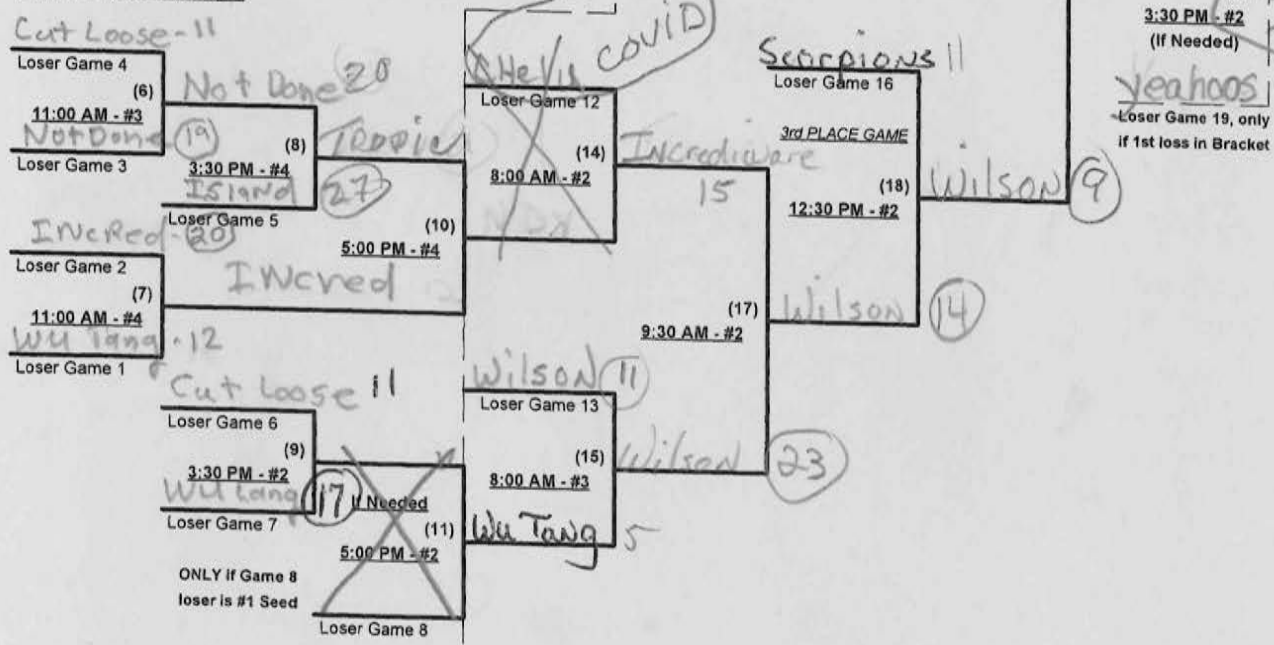 Cut Loose - 11
Loser Game 4
(6)
11:00 AM - #3
Not Done 19
Loser Game 3
Not Done 20
(8)
3:30 PM - #4
Island 27
Loser Game 5
INcRed - 20
Loser Game 2
(7)
11:00 AM - #4
Wu Tang - 12
Loser Game 1
Tropic
(10)
5:00 PM - #4
INcred
Cut Loose 11
Loser Game 6
(9)
3:30 PM - #2
Wu tang 17
Loser Game 7
If Needed
(11)
5:00 PM - #2
ONLY if Game 8
loser is #1 Seed
Loser Game 8
COVID
Loser Game 12
(14)
8:00 AM - #2
NDX
INcrediware
15
Wilson 11
Loser Game 13
(15)
8:00 AM - #3
Wu Tang 5
Wilson 23
(17)
9:30 AM - #2
Scorpions 11
Loser Game 16
3rd PLACE GAME
(18)
12:30 PM - #2
Wilson 14
Wilson 9
3:30 PM - #2
(If Needed)
yeahoos
Loser Game 19, only
if 1st loss in Bracket